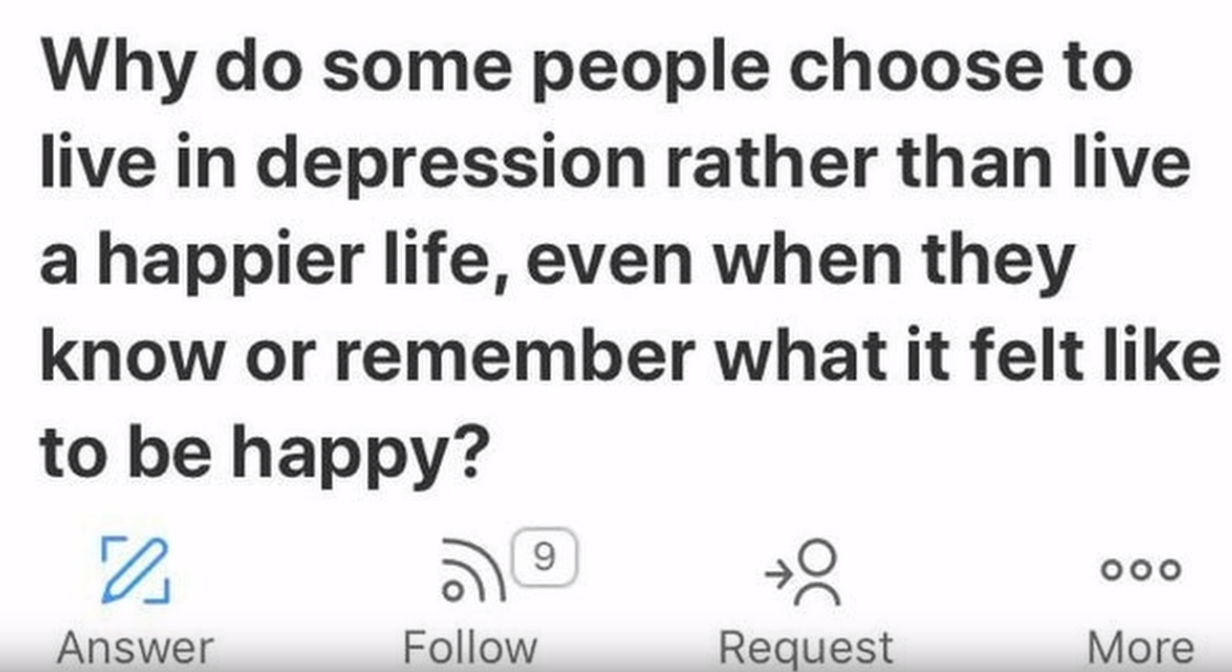 Why do some people choose to
live in depression rather than live
a happier life, even when they
know or remember what it felt like
to be happy?
9
Answer Follow Request More